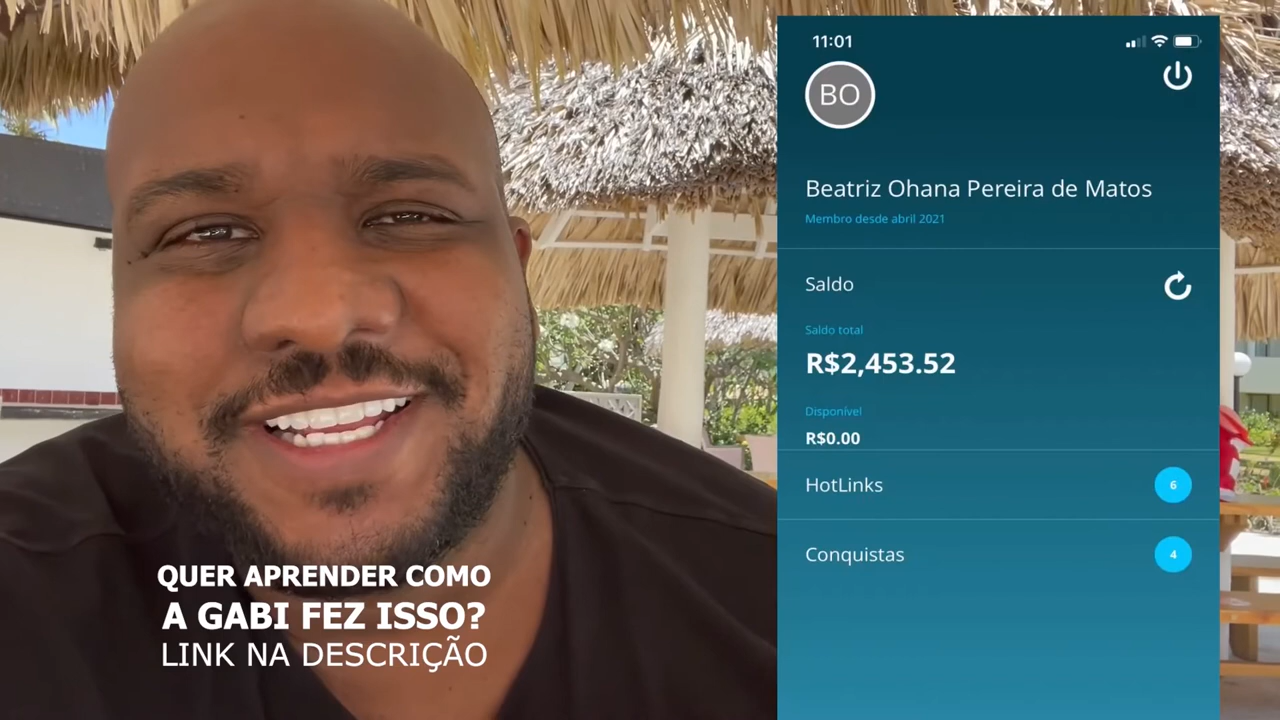 QUER APRENDER COMO
A GABI FEZ ISSO?
LINK NA DESCRIÇÃO
11:01
BO
Beatriz Ohana Pereira de Matos
Membro desde abril 2021
Saldo
Saldo total
R$2,453.52
Disponível
R$0.00
HotLinks
6
Conquistas
4